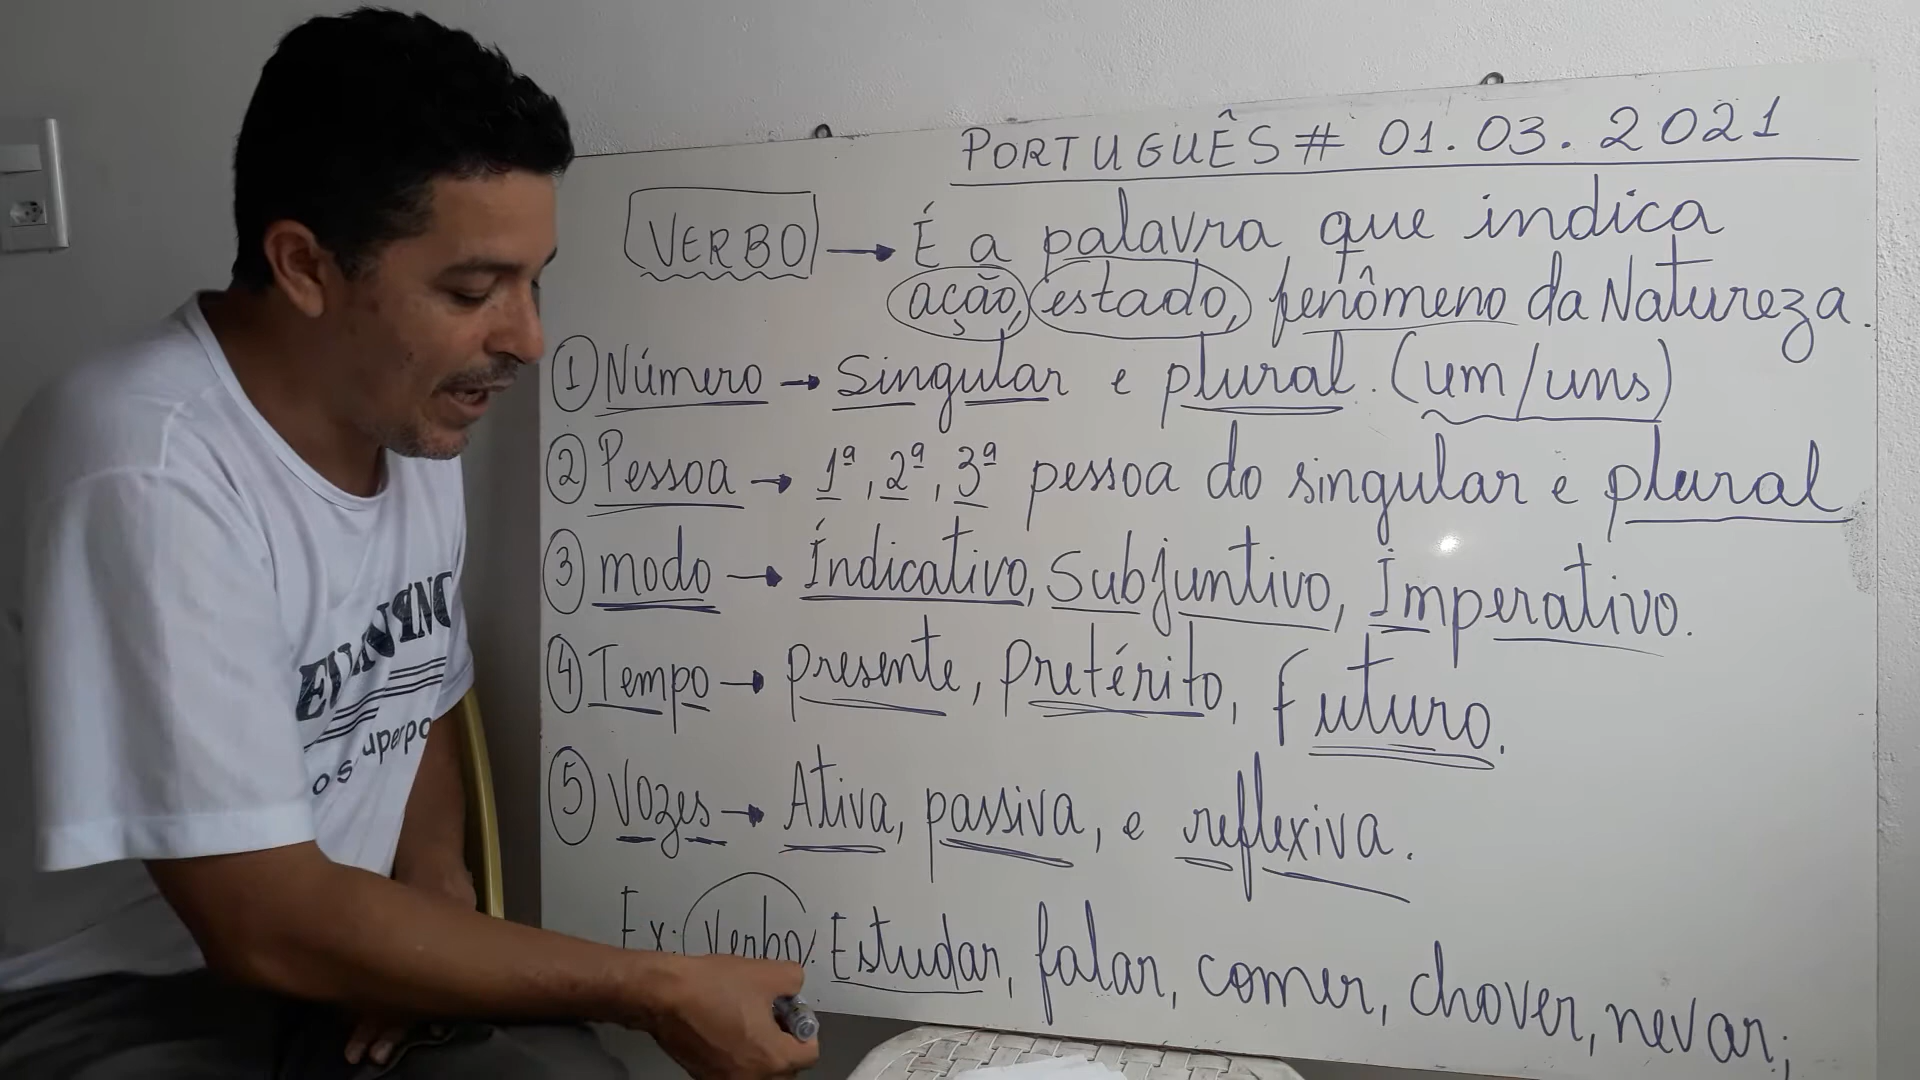 PORTUGUÊS # 01.03.2021
VERBO → É a palavra que indica
ação, estado, fenômeno da Natureza.
① Número → Singular e plural. (um/uns)
② Pessoa → 1ª, 2ª, 3ª pessoa do singular e plural
③ modo → Indicativo, Subjuntivo, Imperativo.
④ Tempo → presente, Pretérito, Futuro.
⑤ Vozes → Ativa, passiva, e reflexiva.
Ex: Verbo: Estudar, falar, comer, chover, nevar;